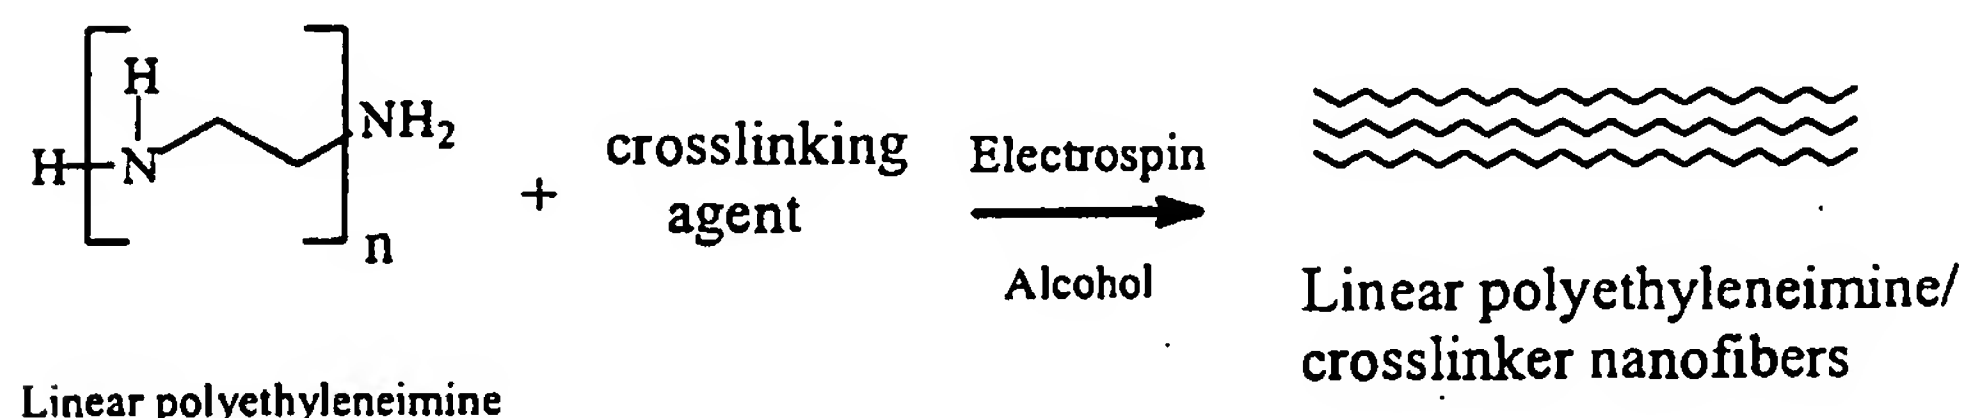 H
H
N
NH2
n
+
crosslinking
agent
Electrospin
Alcohol
Linear polyethyleneimine/
crosslinker nanofibers
Linear polyethyleneimine